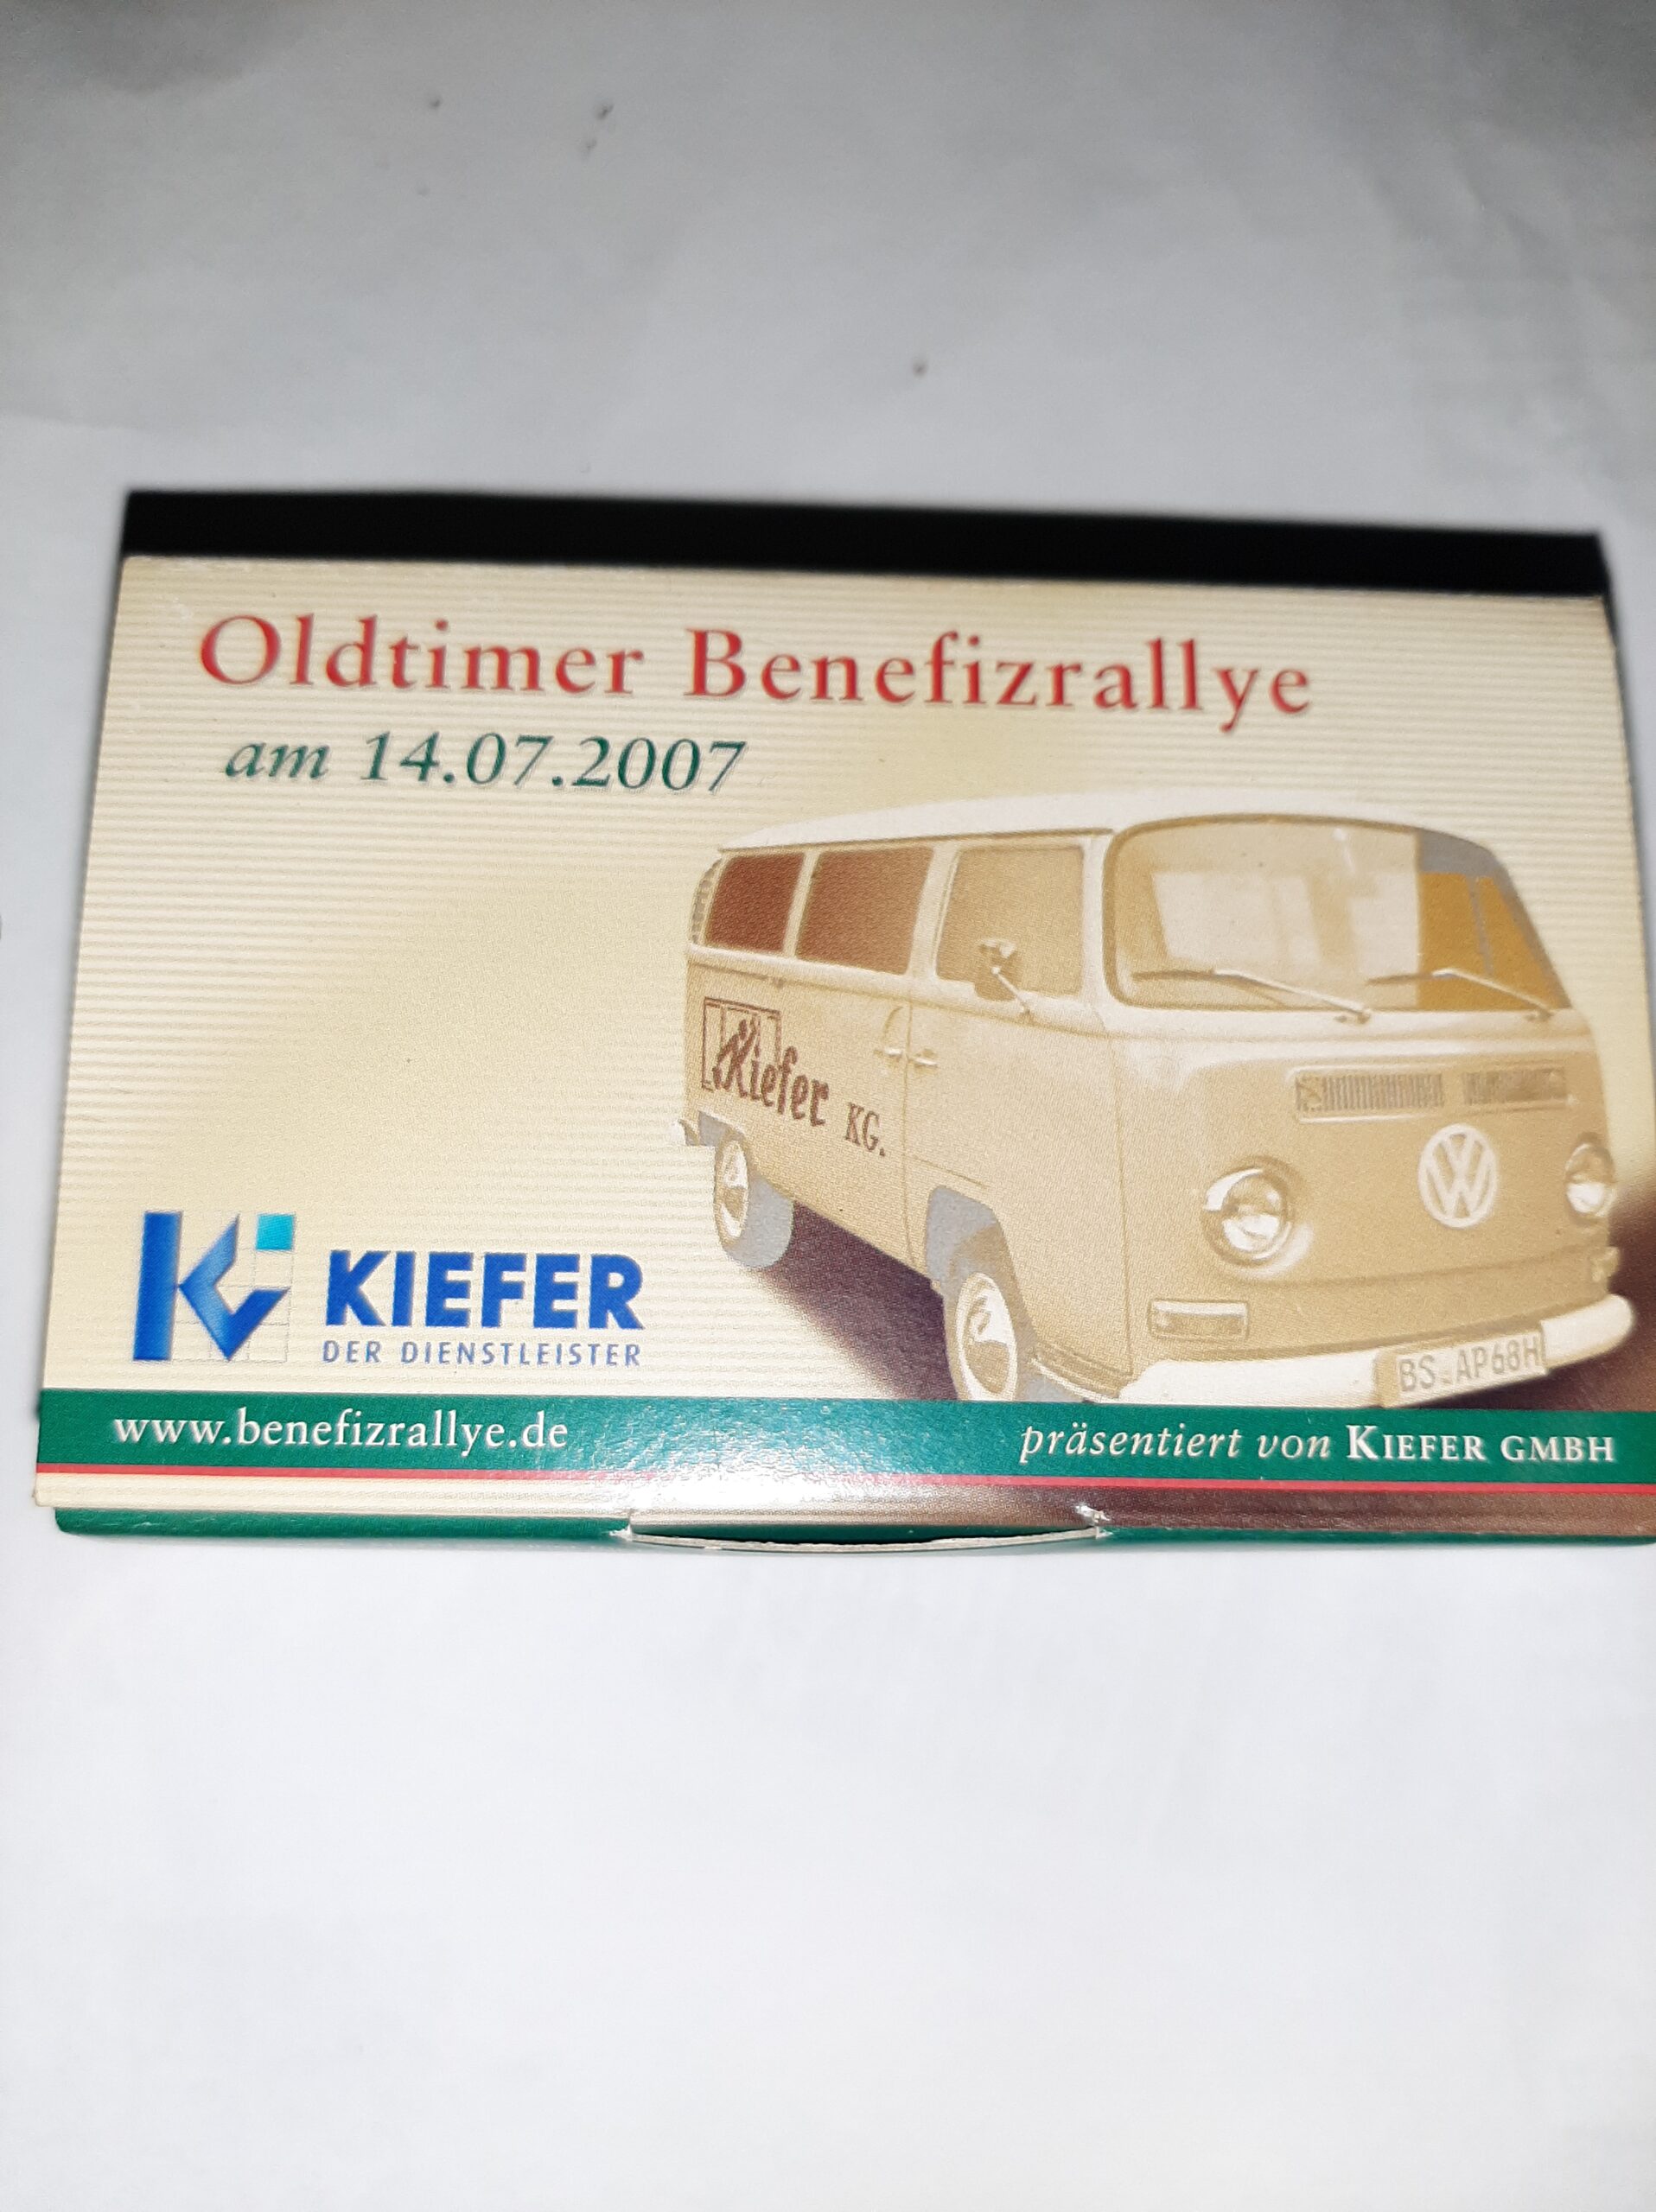 Oldtimer Benefizrallye
am 14.07.2007
Kiefer KG.
KIEFER
DER DIENSTLEISTER
BS-AP68H
www.benefizrallye.de
präsentiert von KIEFER GMBH